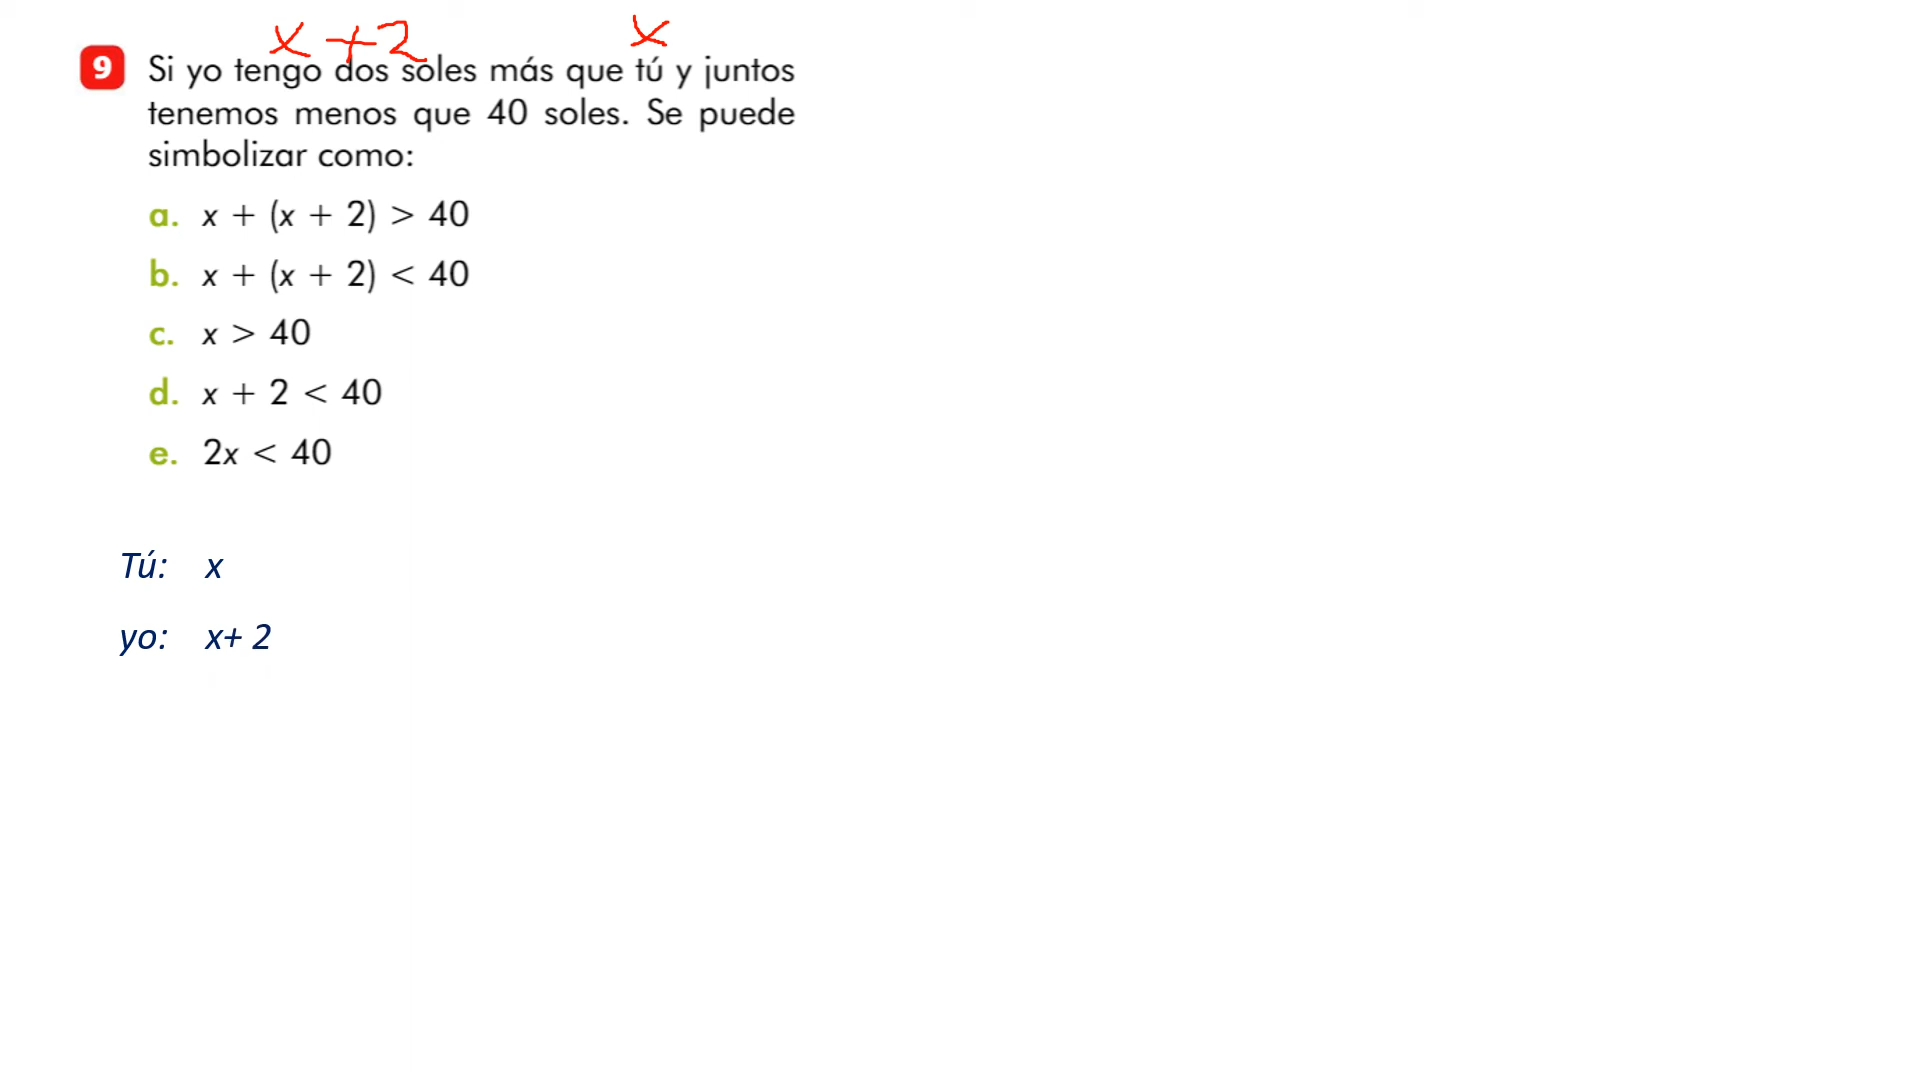 x + 2 x
9 Si yo tengo dos soles más que tú y juntos
tenemos menos que 40 soles. Se puede
simbolizar como:
a. x + (x + 2) > 40
b. x + (x + 2) < 40
c. x > 40
d. x + 2 < 40
e. 2x < 40
Tú: x
yo: x+ 2